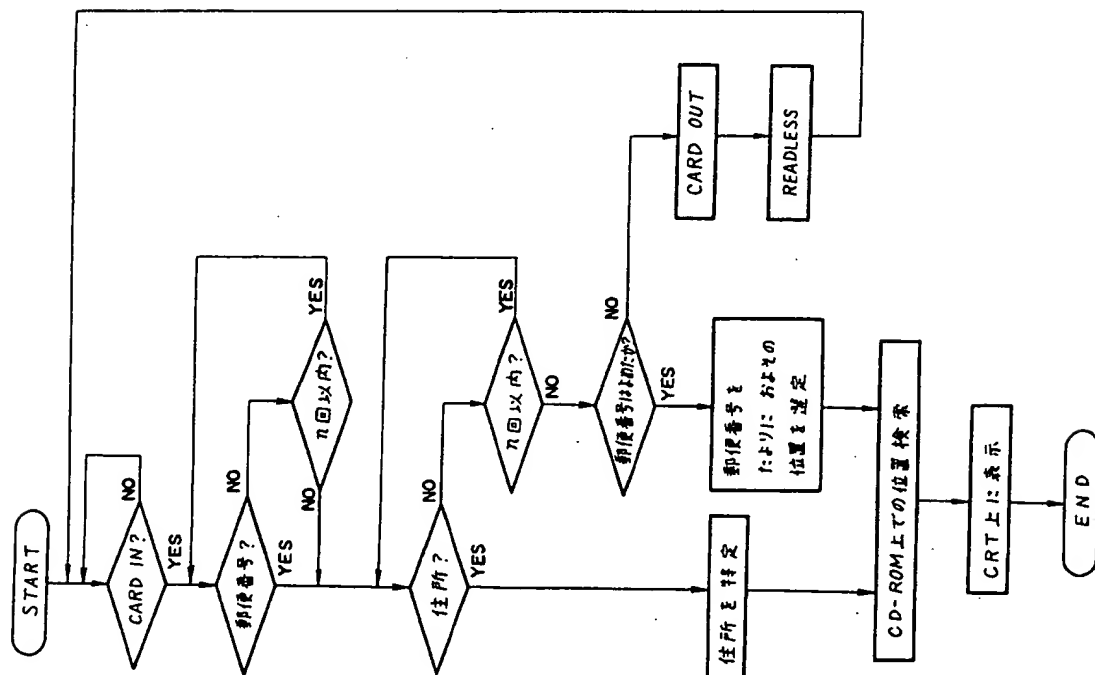 START
CARD IN?
NO
YES
郵便番号?
NO
YES
n回以内?
YES
NO
住所?
NO
YES
n回以内?
YES
NO
郵便番号はよめたか?
NO
YES
CARD OUT
READLESS
郵便番号を
たよりに およその
位置を選定
住所を特定
CD-ROM上での位置検索
CRT上に表示
END